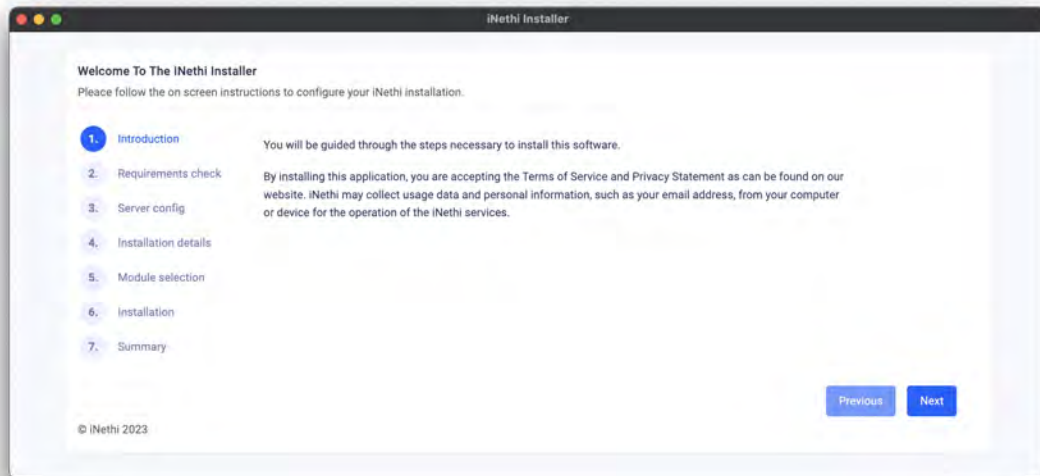 iNethi Installer
Welcome To The iNethi Installer
Please follow the on screen instructions to configure your iNethi installation.
1. Introduction
2. Requirements check
3. Server config
4. Installation details
5. Module selection
6. Installation
7. Summary
You will be guided through the steps necessary to install this software.
By installing this application, you are accepting the Terms of Service and Privacy Statement as can be found on our
website. iNethi may collect usage data and personal information, such as your email address, from your computer
or device for the operation of the iNethi services.
Previous
Next
© iNethi 2023